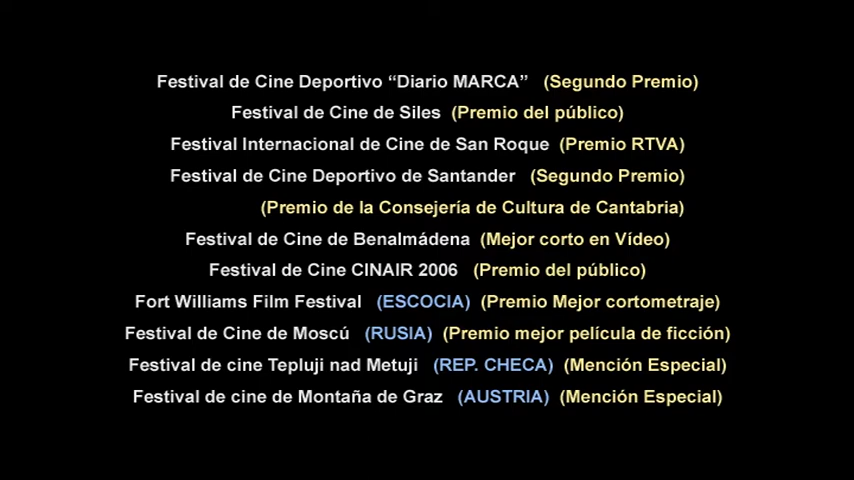 Festival de Cine Deportivo “Diario MARCA” (Segundo Premio)
Festival de Cine de Siles (Premio del público)
Festival Internacional de Cine de San Roque (Premio RTVA)
Festival de Cine Deportivo de Santander (Segundo Premio)
(Premio de la Consejería de Cultura de Cantabria)
Festival de Cine de Benalmádena (Mejor corto en Vídeo)
Festival de Cine CINAIR 2006 (Premio del público)
Fort Williams Film Festival (ESCOCIA) (Premio Mejor cortometraje)
Festival de Cine de Moscú (RUSIA) (Premio mejor película de ficción)
Festival de cine Tepluji nad Metuji (REP. CHECA) (Mención Especial)
Festival de cine de Montaña de Graz (AUSTRIA) (Mención Especial)